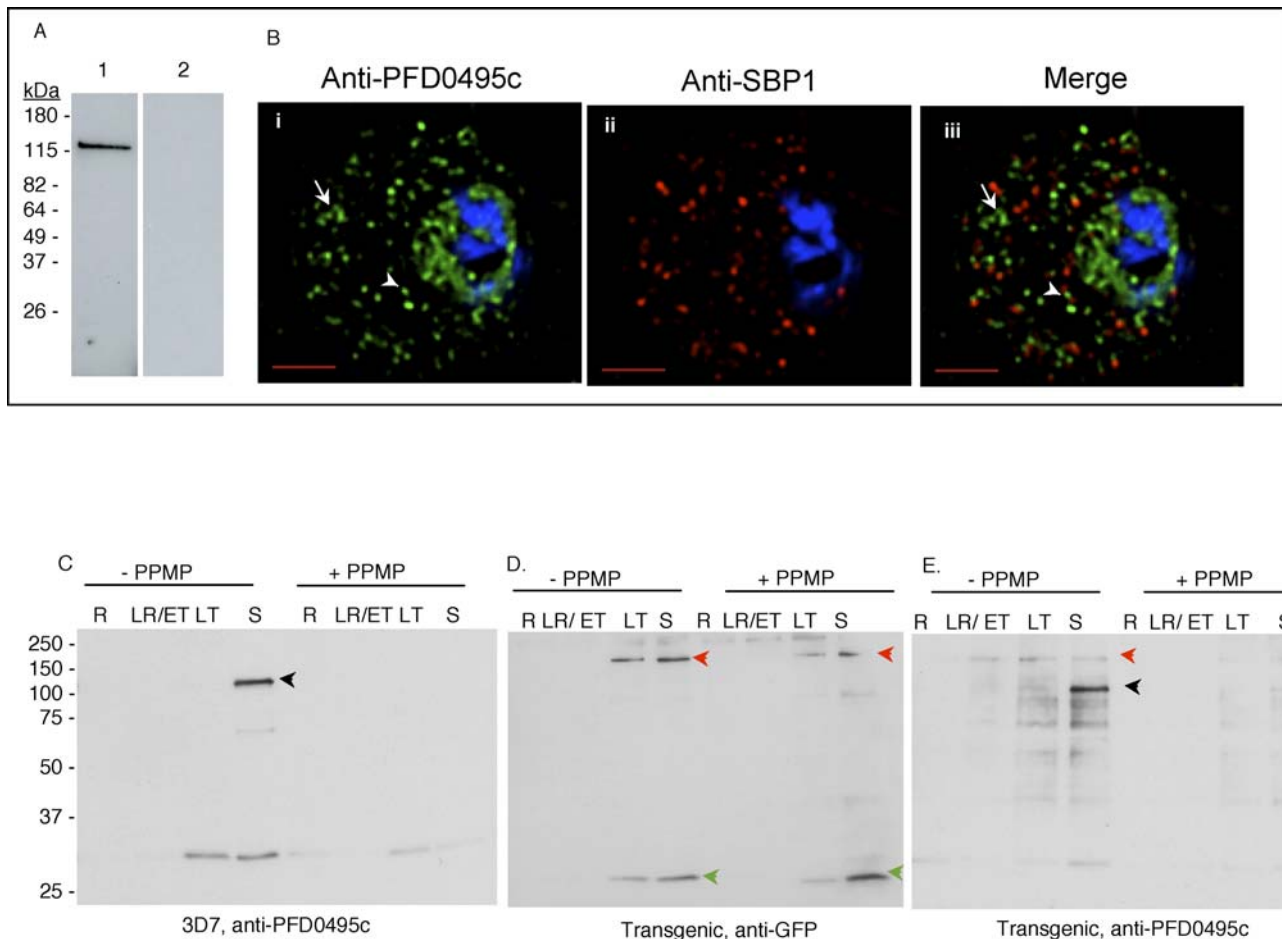 A
B
1 2
kDa
180 -
115 -
82 -
64 -
49 -
37 -
26 -
Anti-PFD0495c Anti-SBP1 Merge
i ii iii
C
- PPMP + PPMP
R LR/ET LT S R LR/ET LT S
250 -
150 -
100 -
75 -
50 -
37 -
25 -
3D7, anti-PFD0495c
D.
- PPMP + PPMP
R LR/ ET LT S R LR/ET LT S
Transgenic, anti-GFP
E.
- PPMP + PPMP
R LR/ ET LT S R LR/ET LT S
Transgenic, anti-PFD0495c